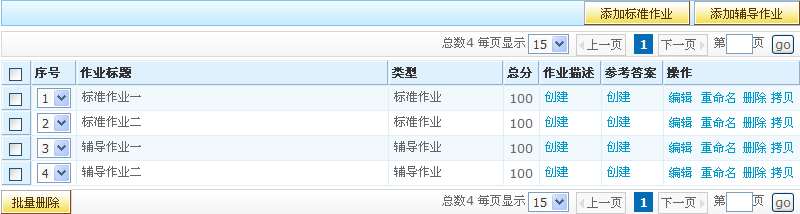 添加标准作业 添加辅导作业
总数4 每页显示 15 上一页 1 下一页 第 页 go
序号 作业标题 类型 总分 作业描述 参考答案 操作
1 标准作业一 标准作业 100 创建 创建 编辑 重命名 删除 拷贝
2 标准作业二 标准作业 100 创建 创建 编辑 重命名 删除 拷贝
3 辅导作业一 辅导作业 100 创建 创建 编辑 重命名 删除 拷贝
4 辅导作业二 辅导作业 100 创建 创建 编辑 重命名 删除 拷贝
批量删除 总数4 每页显示 15 上一页 1 下一页 第 页 go